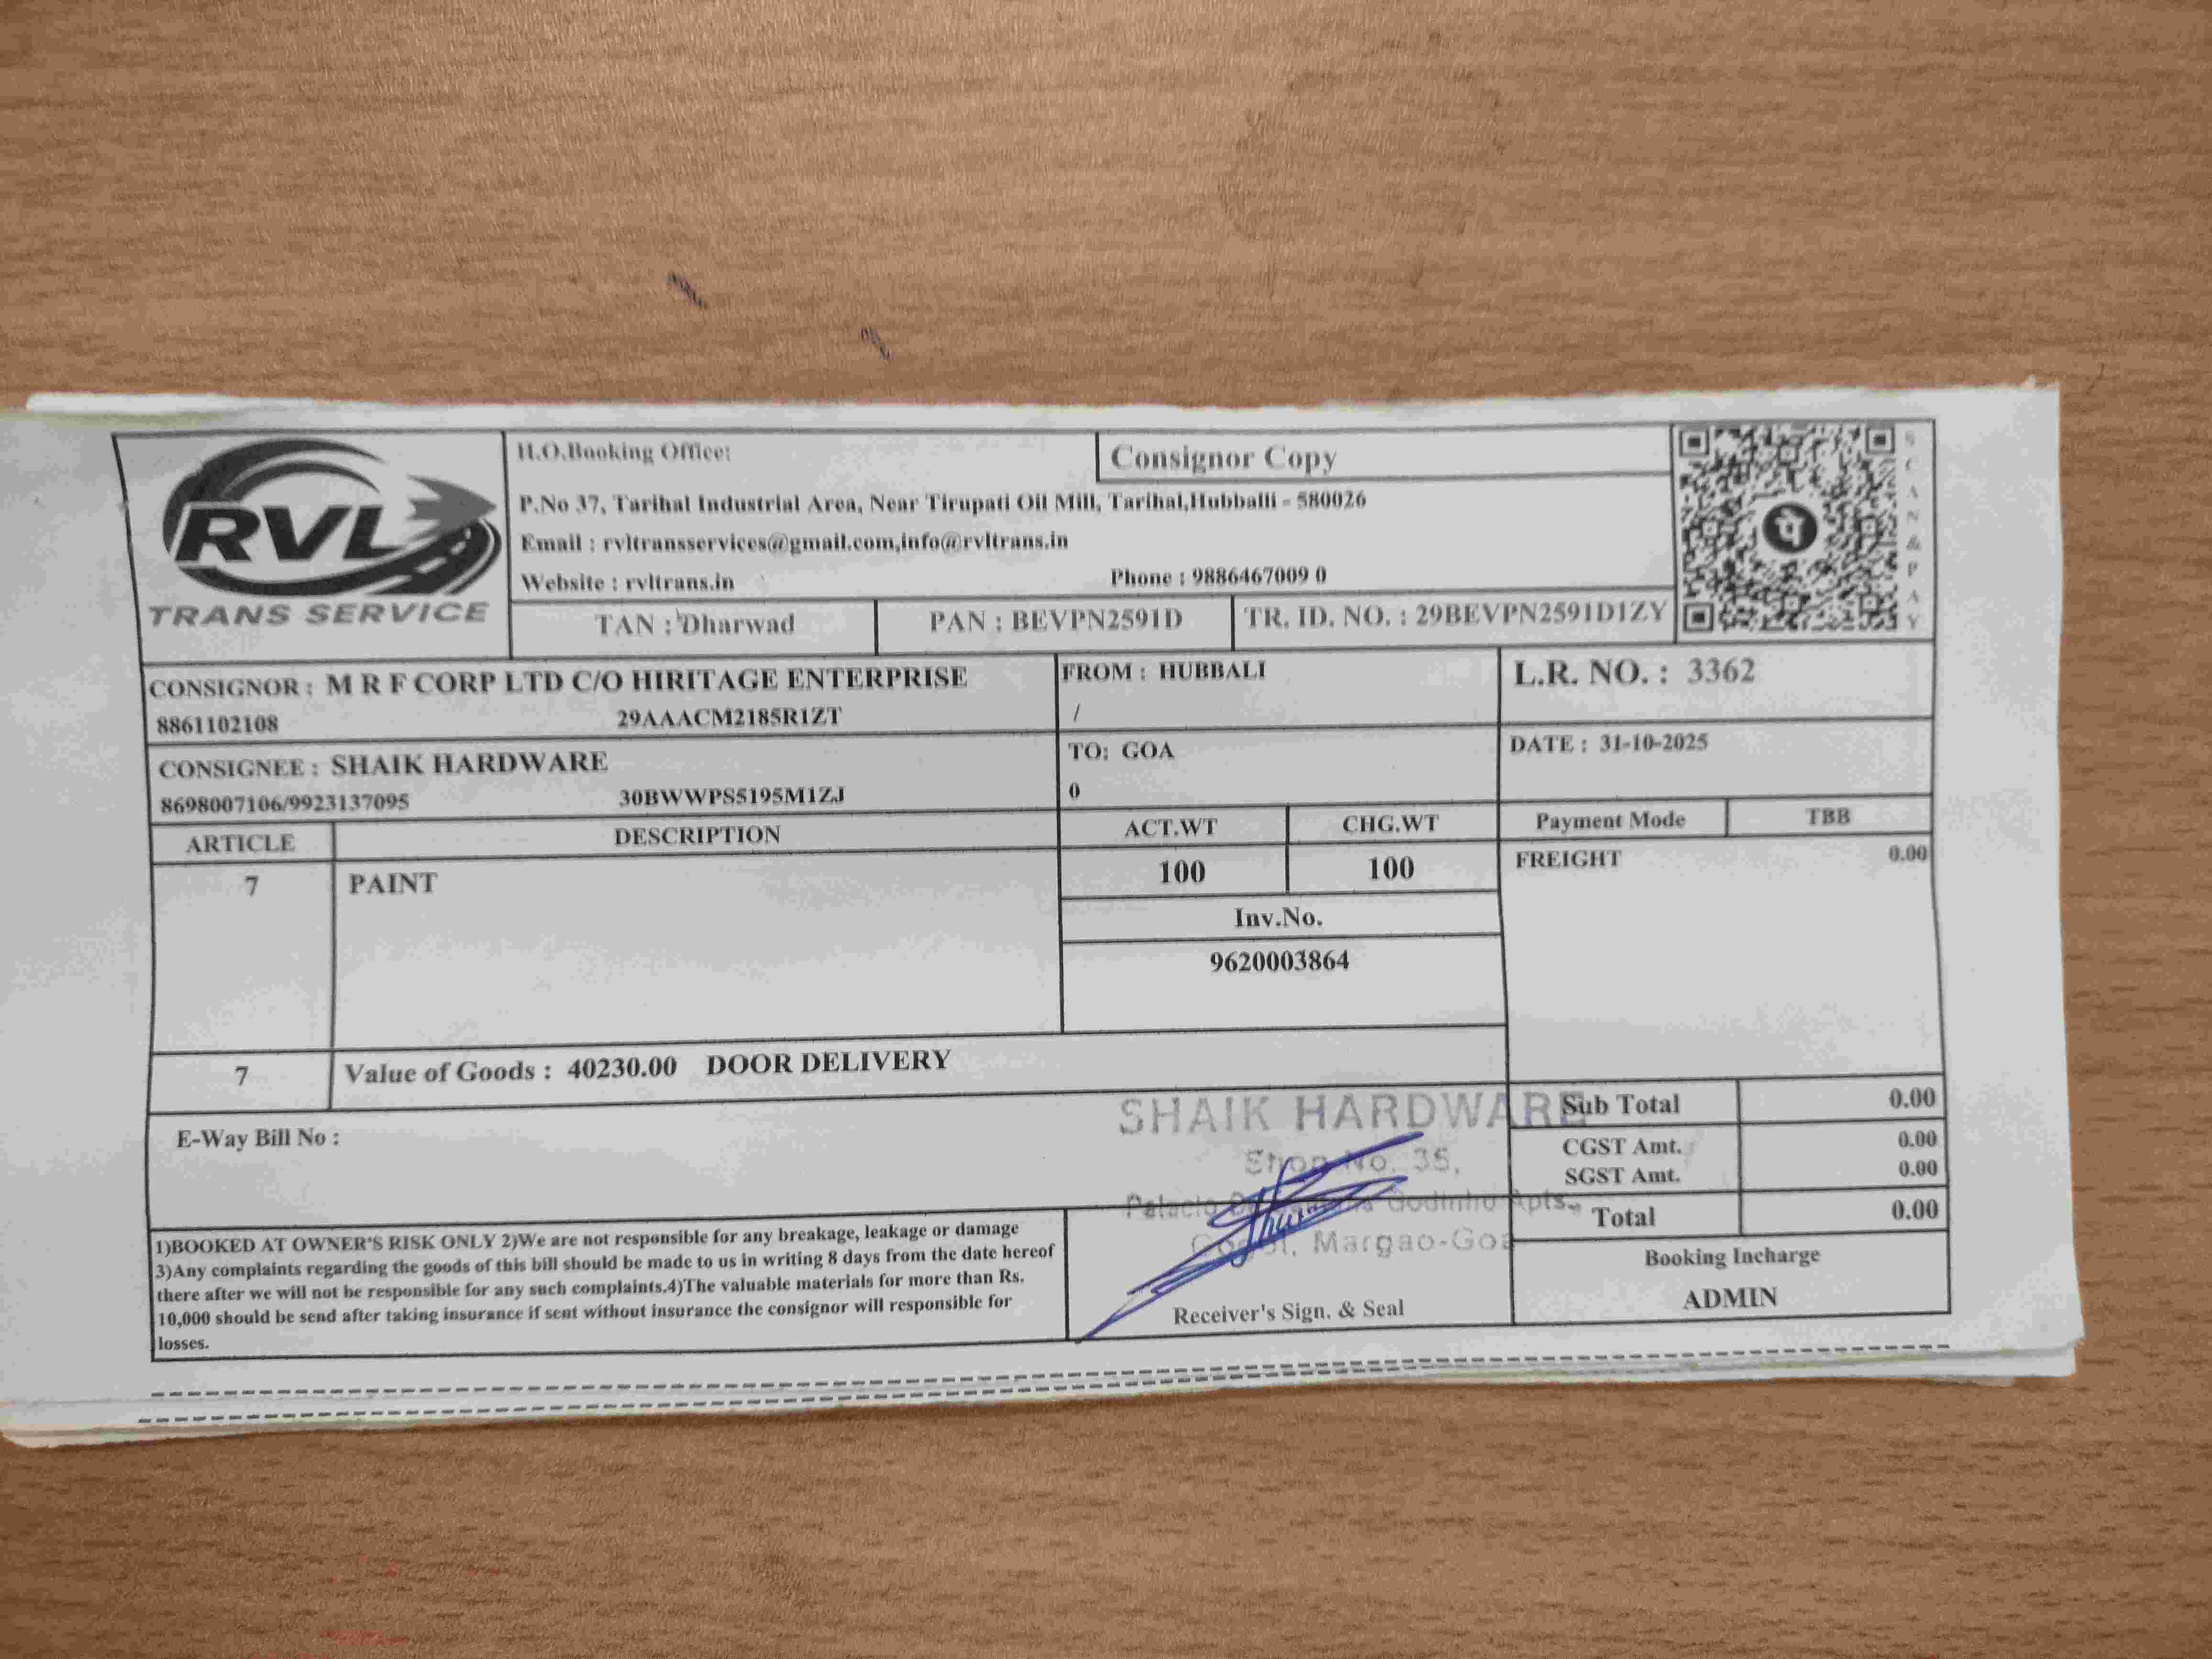 RVL
TRANS SERVICE
H.O.Booking Office:
Consignor Copy
P.No 37, Tarihal Industrial Area, Near Tirupati Oil Mill, Tarihal,Hubballi - 580026
Email : rvltransservices@gmail.com,info@rvltrans.in
Website : rvltrans.in Phone : 9886467009 0
TAN : Dharwad PAN : BEVPN2591D TR. ID. NO. : 29BEVPN2591D1ZY
पे
SCAN & PAY
CONSIGNOR : M R F CORP LTD C/O HIRITAGE ENTERPRISE
8861102108 29AAACM2185R1ZT
FROM : HUBBALI
/
L.R. NO. : 3362
CONSIGNEE : SHAIK HARDWARE
8698007106/9923137095 30BWWPS5195M1ZJ
TO: GOA
0
DATE : 31-10-2025
ARTICLE DESCRIPTION ACT.WT CHG.WT Payment Mode TBB
7 PAINT 100 100 FREIGHT 0.00
Inv.No.
9620003864
7 Value of Goods : 40230.00 DOOR DELIVERY
Sub Total 0.00
E-Way Bill No :
CGST Amt. 0.00
SGST Amt. 0.00
Total 0.00
SHAIK HARDWARE
Shop No. 35,
Godinho Apts.
Margao-Goa
1)BOOKED AT OWNER'S RISK ONLY 2)We are not responsible for any breakage, leakage or damage
3)Any complaints regarding the goods of this bill should be made to us in writing 8 days from the date hereof
there after we will not be responsible for any such complaints.4)The valuable materials for more than Rs.
10,000 should be send after taking insurance if sent without insurance the consignor will responsible for
losses.
Receiver's Sign. & Seal
Booking Incharge
ADMIN